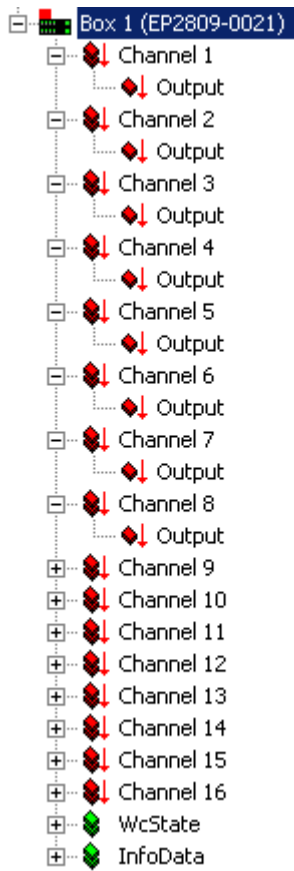 Box 1 (EP2809-0021)
Channel 1
Output
Channel 2
Output
Channel 3
Output
Channel 4
Output
Channel 5
Output
Channel 6
Output
Channel 7
Output
Channel 8
Output
Channel 9
Channel 10
Channel 11
Channel 12
Channel 13
Channel 14
Channel 15
Channel 16
WcState
InfoData